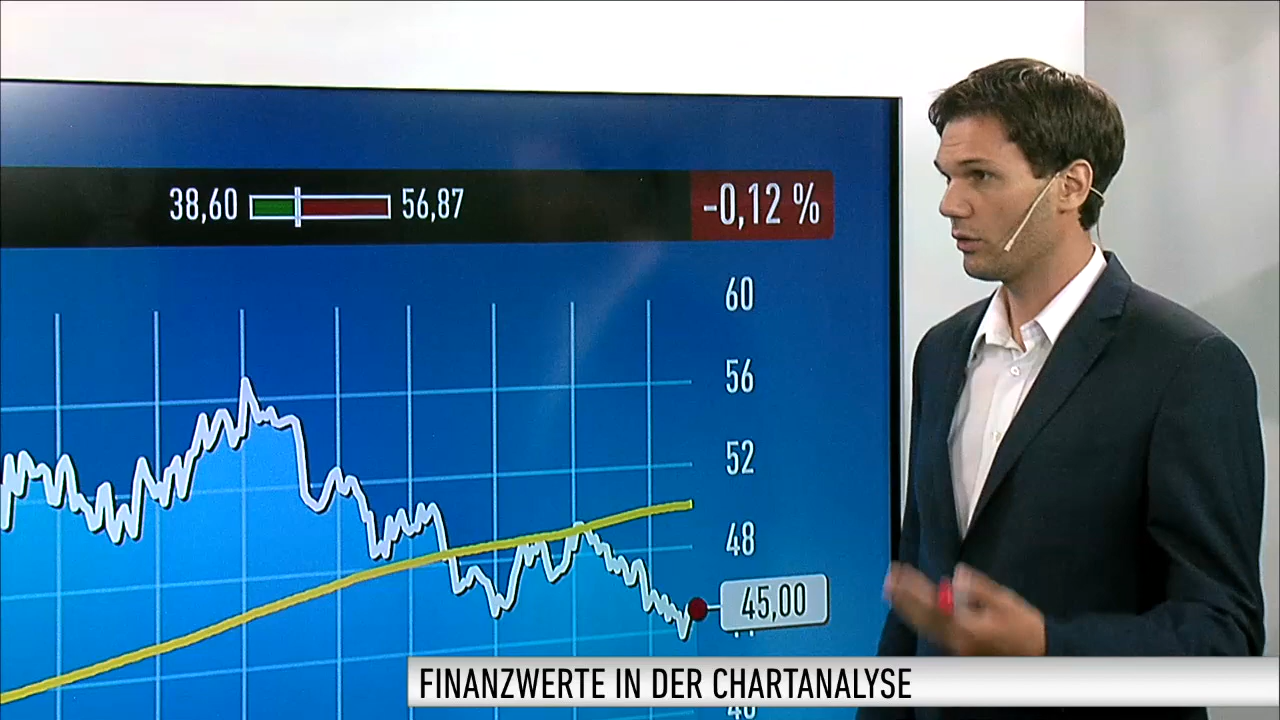 38,60 56,87 -0,12 %
60
56
52
48
45,00
FINANZWERTE IN DER CHARTANALYSE